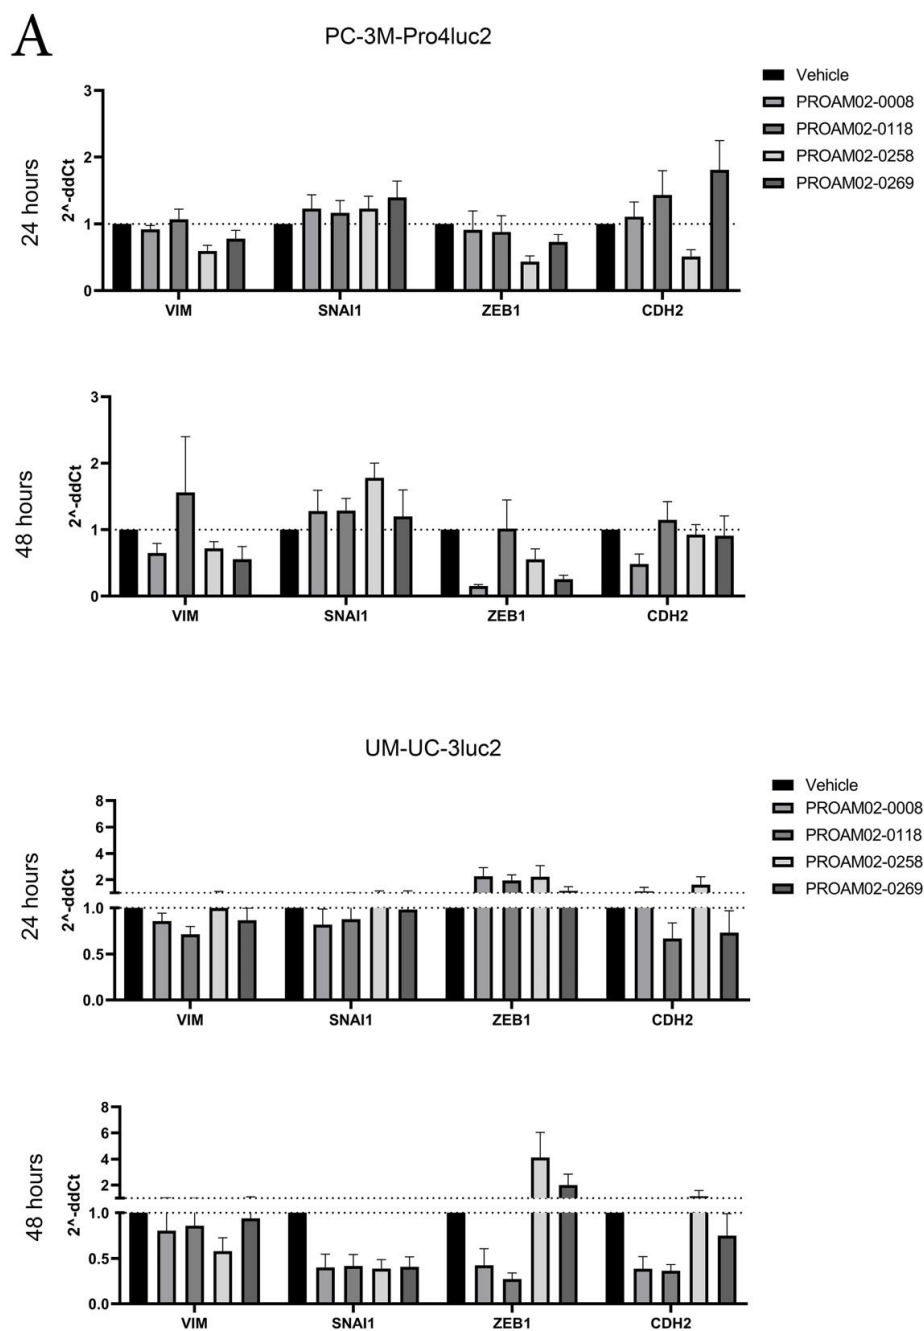 A
PC-3M-Pro4luc2
24 hours
2^-ddCt
3
2
1
0
VIM
SNAI1
ZEB1
CDH2
Vehicle
PROAM02-0008
PROAM02-0118
PROAM02-0258
PROAM02-0269
48 hours
2^-ddCt
3
2
1
0
VIM
SNAI1
ZEB1
CDH2
UM-UC-3luc2
24 hours
2^-ddCt
8
6
4
2
1.0
0.5
0.0
VIM
SNAI1
ZEB1
CDH2
Vehicle
PROAM02-0008
PROAM02-0118
PROAM02-0258
PROAM02-0269
48 hours
2^-ddCt
8
6
4
2
1.0
0.5
0.0
VIM
SNAI1
ZEB1
CDH2